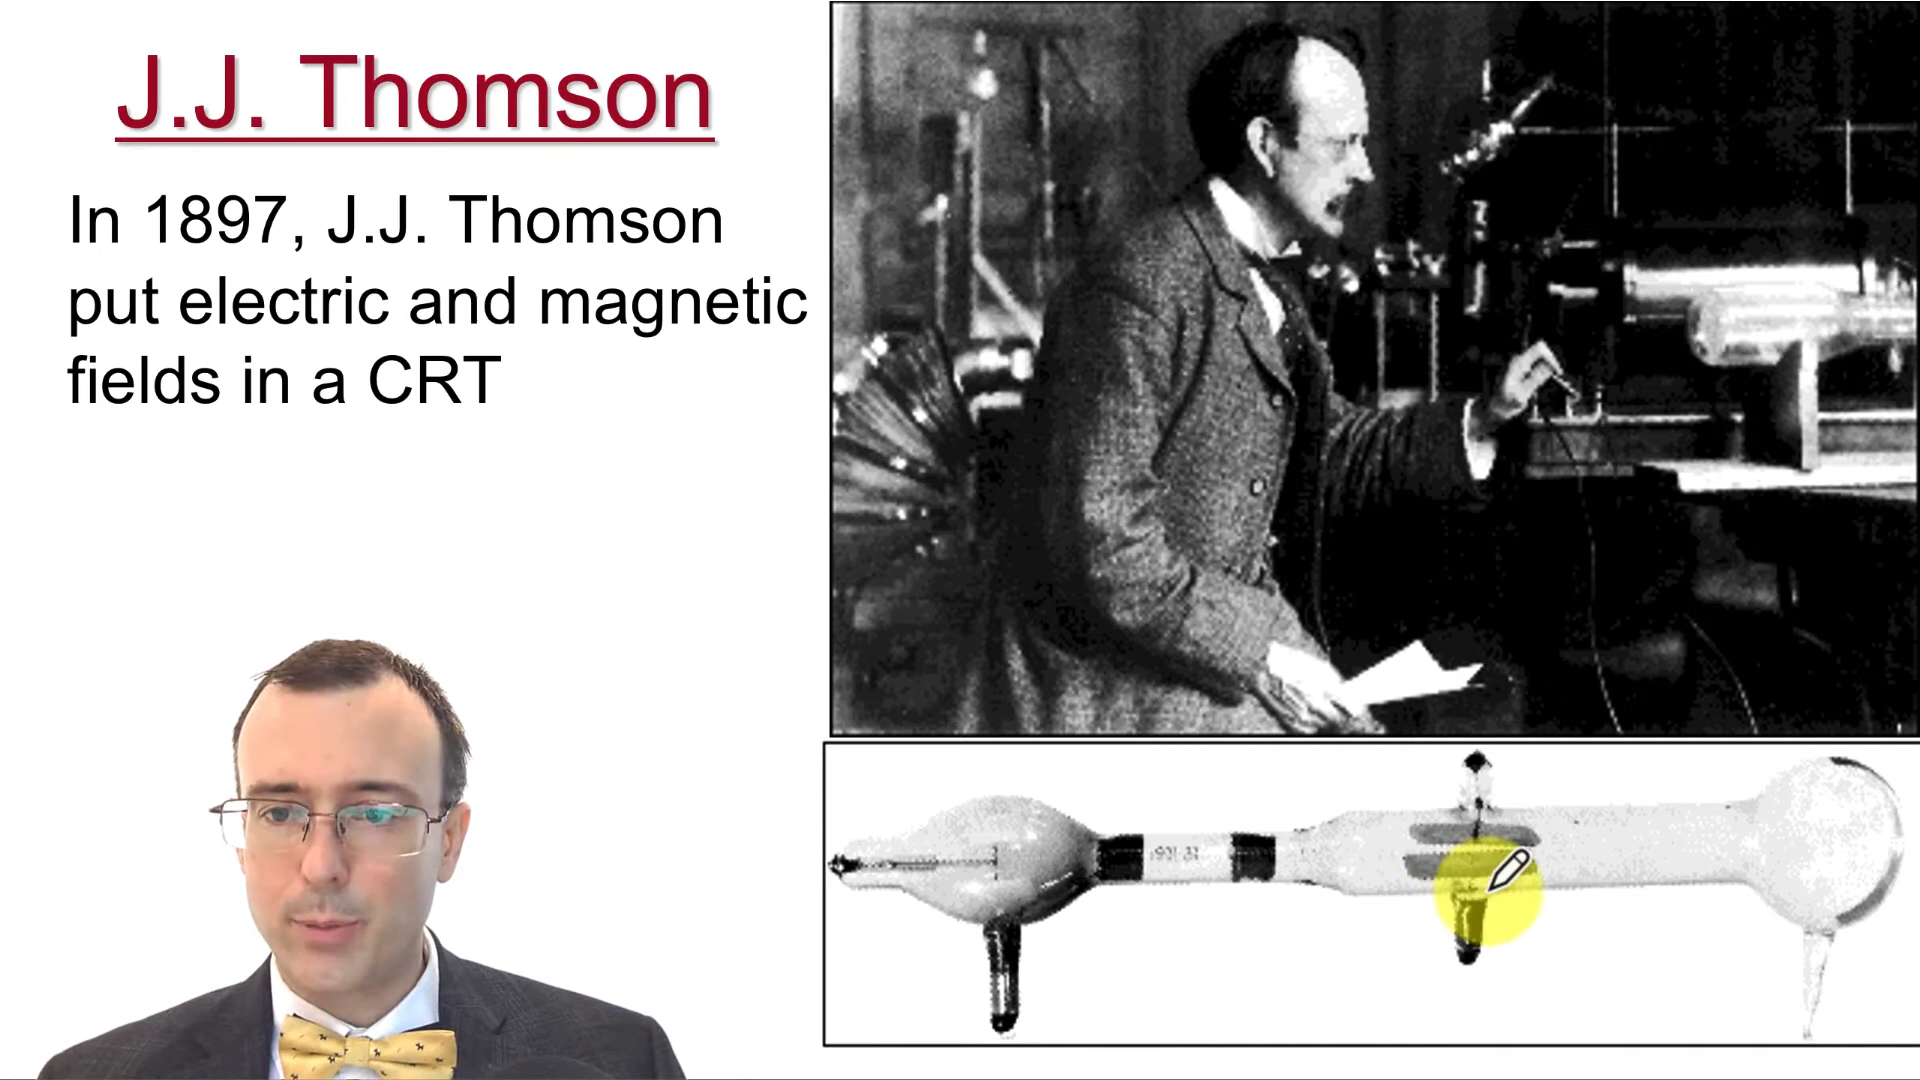 J.J. Thomson
In 1897, J.J. Thomson
put electric and magnetic
fields in a CRT